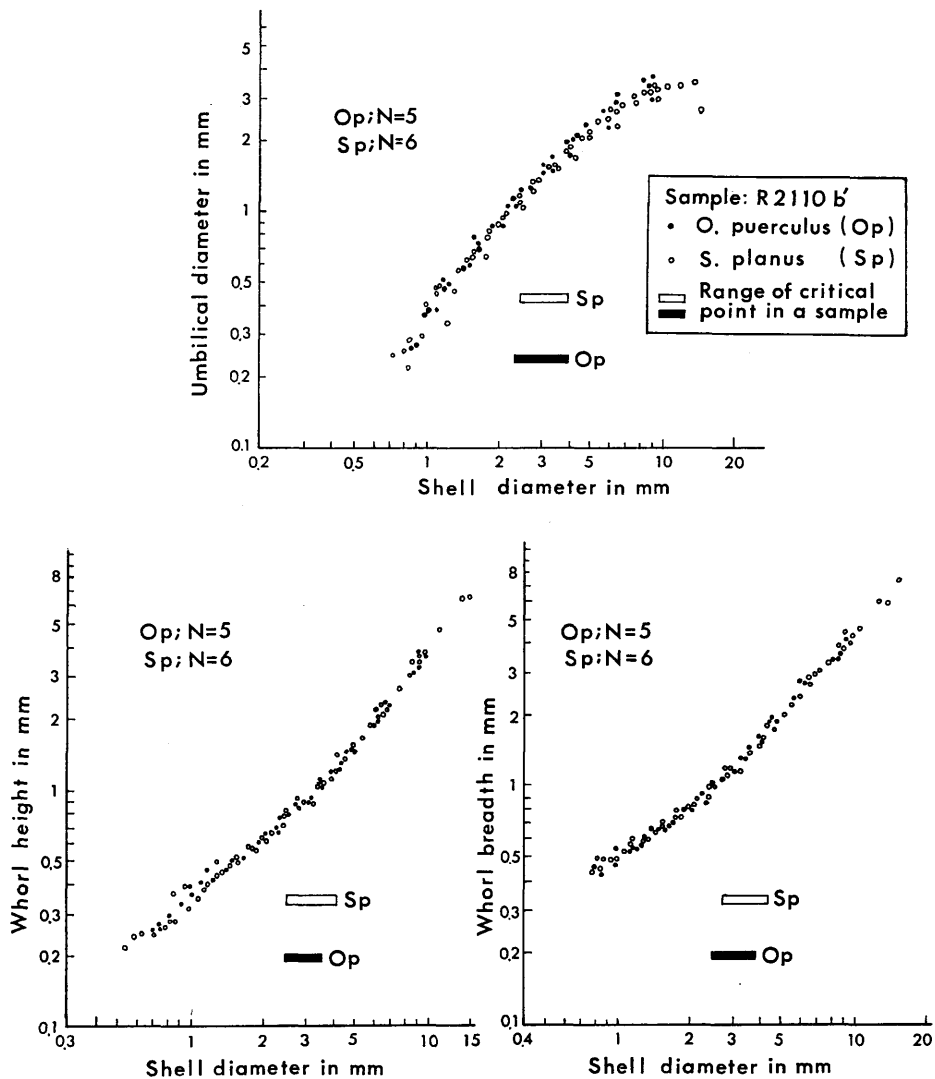 5
3
2
1
0.5
0.3
0.2
0.1
Umbilical diameter in mm
Op;N=5
Sp;N=6
Sp
Op
Sample: R2110 b′
• O. puerculus (Op)
○ S. planus (Sp)
Range of critical
point in a sample
0.2 0.5 1 2 3 5 10 20
Shell diameter in mm
8
5
3
2
1
0.5
0.3
0.2
0.1
Whorl height in mm
Op; N=5
Sp; N=6
Sp
Op
0.3 0.5 1 2 3 5 10 15
Shell diameter in mm
8
5
3
2
1
0.5
0.3
0.2
0.1
Whorl breadth in mm
Op; N=5
Sp; N=6
Sp
Op
0.4 1 2 3 5 10 20
Shell diameter in mm